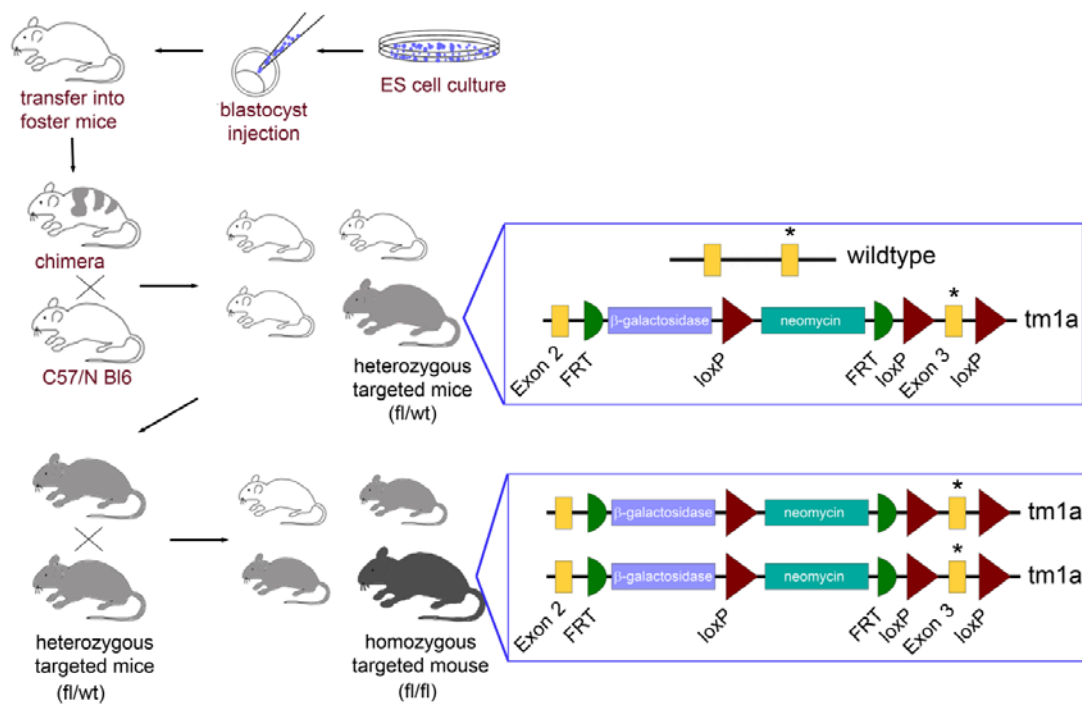 transfer into
foster mice
blastocyst
injection
ES cell culture
chimera
C57/N Bl6
heterozygous
targeted mice
(fl/wt)
*
wildtype
*
β-galactosidase
neomycin
tm1a
Exon 2
FRT
loxP
FRT
loxP
Exon 3
loxP
heterozygous
targeted mice
(fl/wt)
homozygous
targeted mouse
(fl/fl)
*
β-galactosidase
neomycin
tm1a
*
β-galactosidase
neomycin
tm1a
Exon 2
FRT
loxP
FRT
loxP
Exon 3
loxP